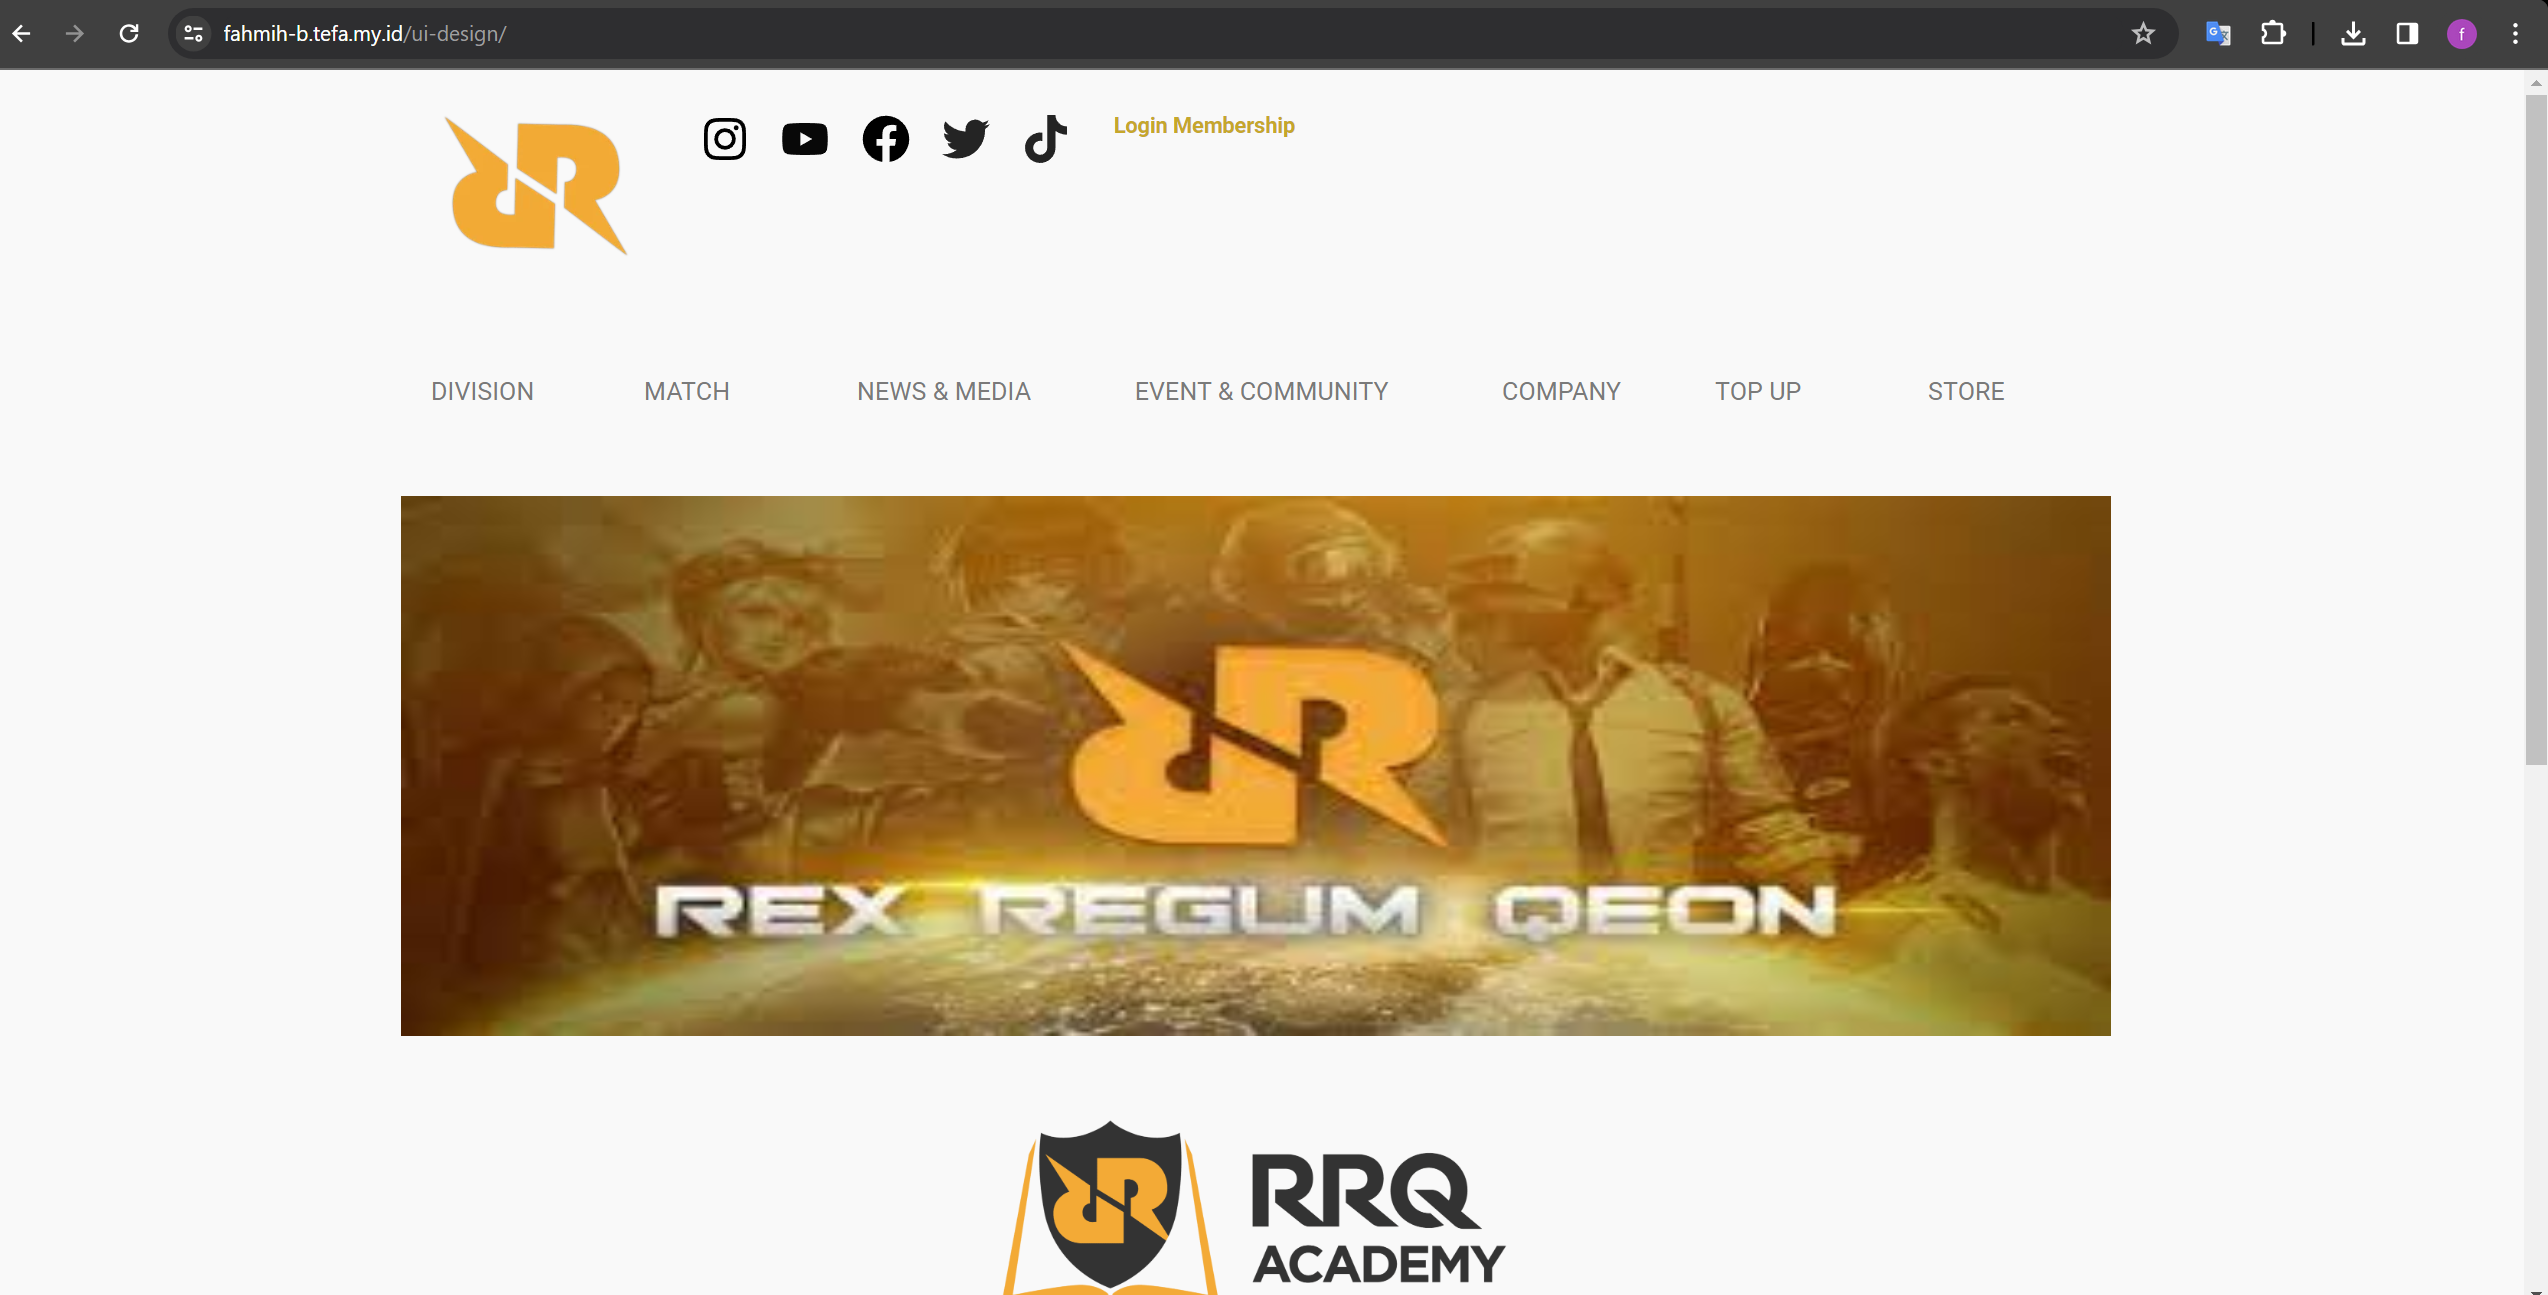 fahmih-b.tefa.my.id/ui-design/
f
Login Membership
DIVISION MATCH NEWS & MEDIA EVENT & COMMUNITY COMPANY TOP UP STORE
REX REGUM QEON
RRQ
ACADEMY